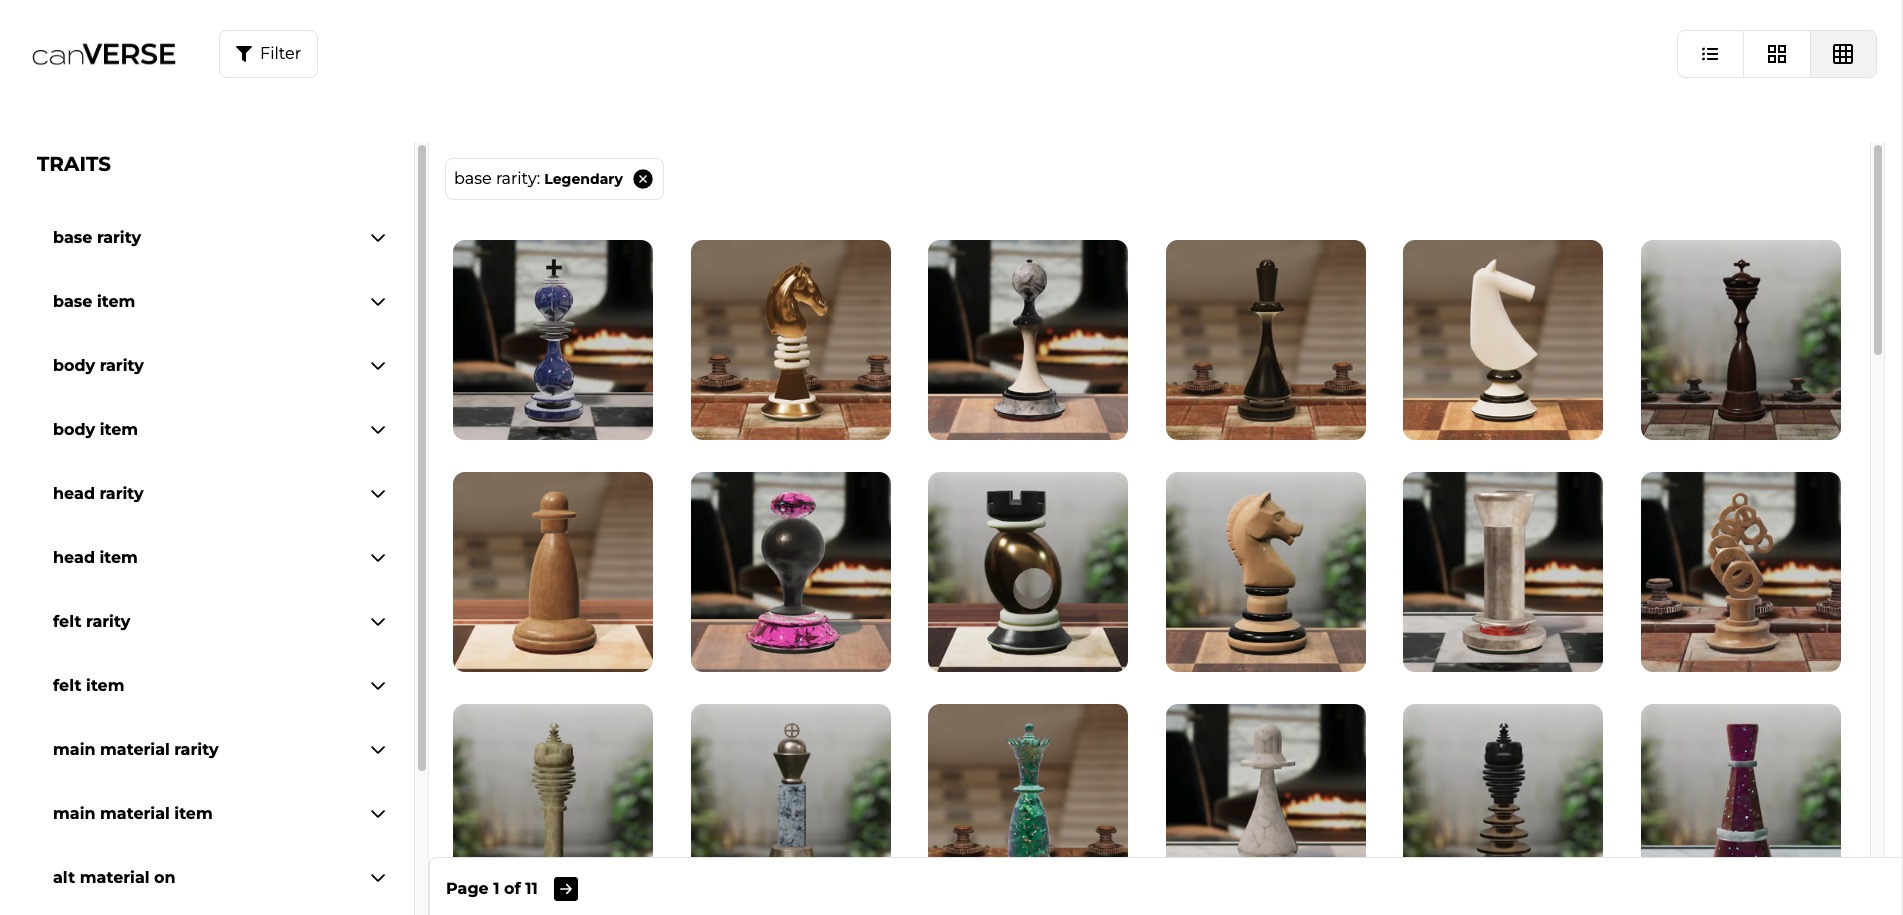 canVERSE
Filter
TRAITS
base rarity: Legendary
base rarity
base item
body rarity
body item
head rarity
head item
felt rarity
felt item
main material rarity
main material item
alt material on
Page 1 of 11